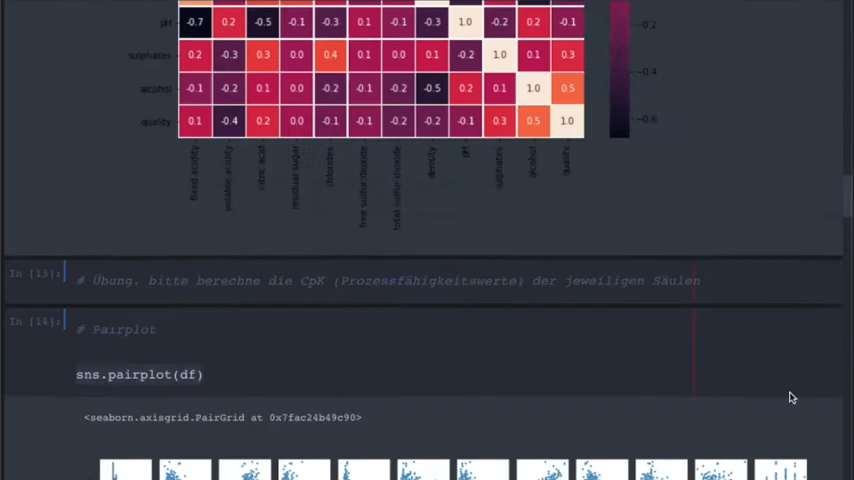 pH -0.7 0.2 -0.5 -0.1 -0.3 0.1 -0.1 -0.3 1.0 -0.2 0.2 -0.1
-0.2
sulphates 0.2 -0.3 0.3 0.0 0.4 0.1 0.0 0.1 -0.2 1.0 0.1 0.3
-0.4
alcohol -0.1 -0.2 0.1 0.0 -0.2 -0.1 -0.2 -0.5 0.2 0.1 1.0 0.5
quality 0.1 -0.4 0.2 0.0 -0.1 -0.1 -0.2 -0.2 -0.1 0.3 0.5 1.0
-0.6
fixed acidity
volatile acidity
citric acid
residual sugar
chlorides
free sulfur dioxide
total sulfur dioxide
density
pH
sulphates
alcohol
quality
In [13]: # Übung. bitte berechne die CpK (Prozessfähigkeitswerte) der jeweiligen Säulen
In [14]: # Pairplot
sns.pairplot(df)
<seaborn.axisgrid.PairGrid at 0x7fac24b49c90>